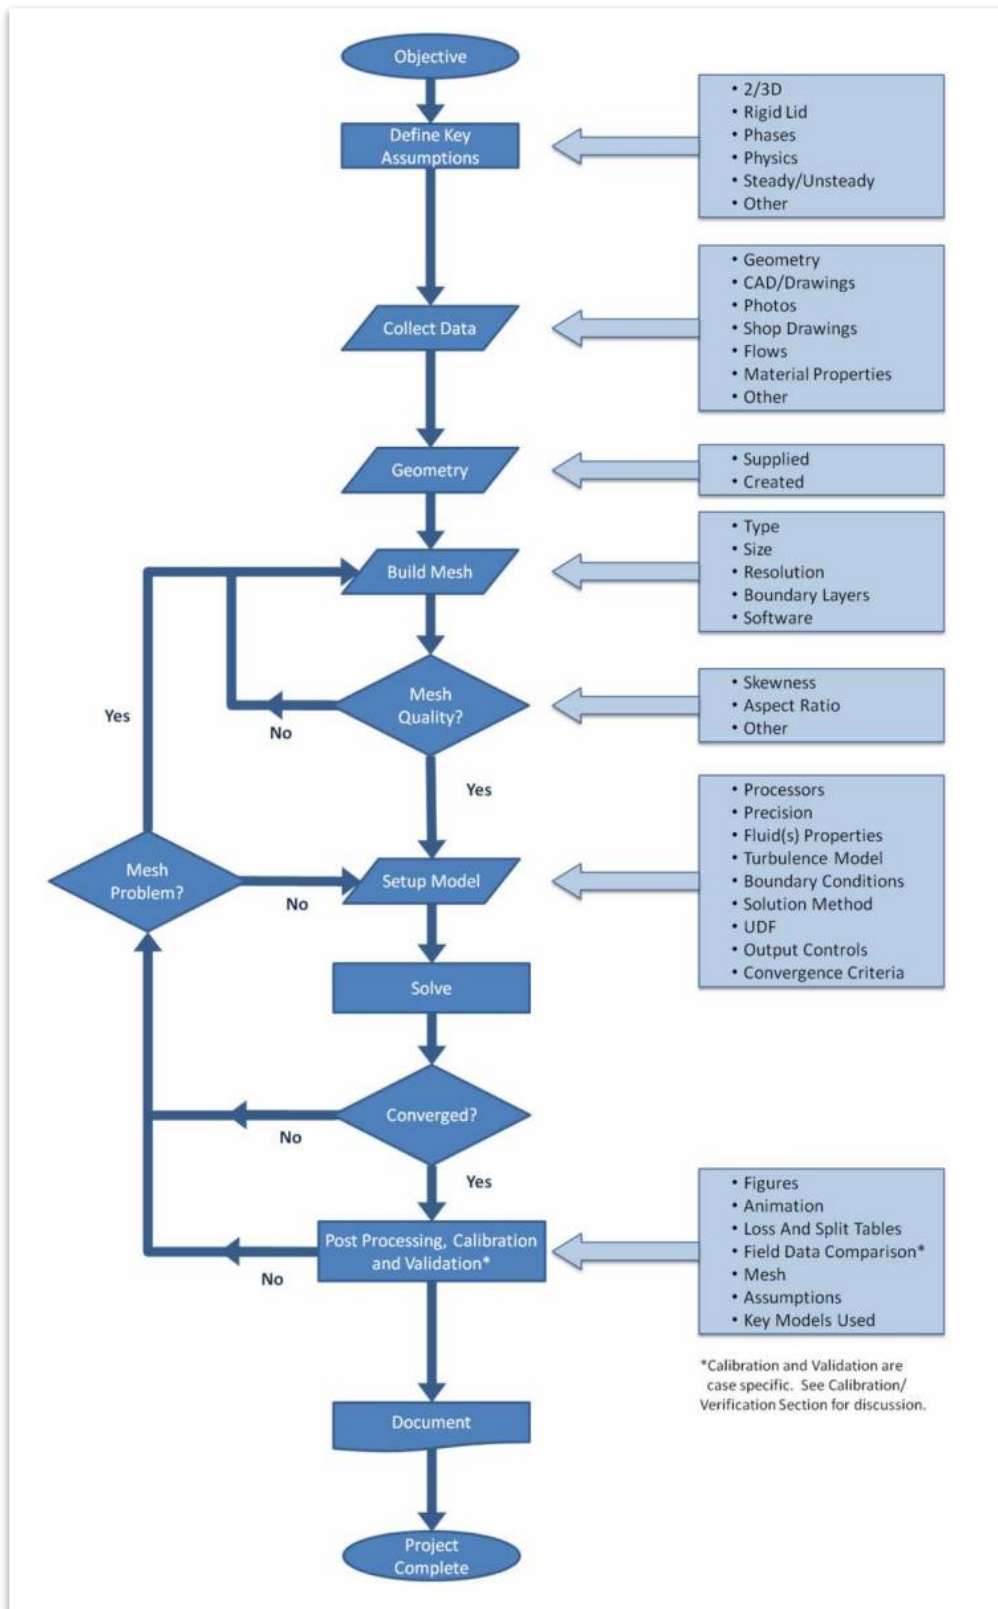 Objective
Define Key
Assumptions
• 2/3D
• Rigid Lid
• Phases
• Physics
• Steady/Unsteady
• Other
Collect Data
• Geometry
• CAD/Drawings
• Photos
• Shop Drawings
• Flows
• Material Properties
• Other
Geometry
• Supplied
• Created
Build Mesh
• Type
• Size
• Resolution
• Boundary Layers
• Software
Mesh
Quality?
• Skewness
• Aspect Ratio
• Other
Yes
No
Yes
Mesh
Problem?
No
Setup Model
• Processors
• Precision
• Fluid(s) Properties
• Turbulence Model
• Boundary Conditions
• Solution Method
• UDF
• Output Controls
• Convergence Criteria
Solve
Converged?
No
Yes
Post Processing, Calibration
and Validation*
No
• Figures
• Animation
• Loss And Split Tables
• Field Data Comparison*
• Mesh
• Assumptions
• Key Models Used
*Calibration and Validation are
case specific. See Calibration/
Verification Section for discussion.
Document
Project
Complete